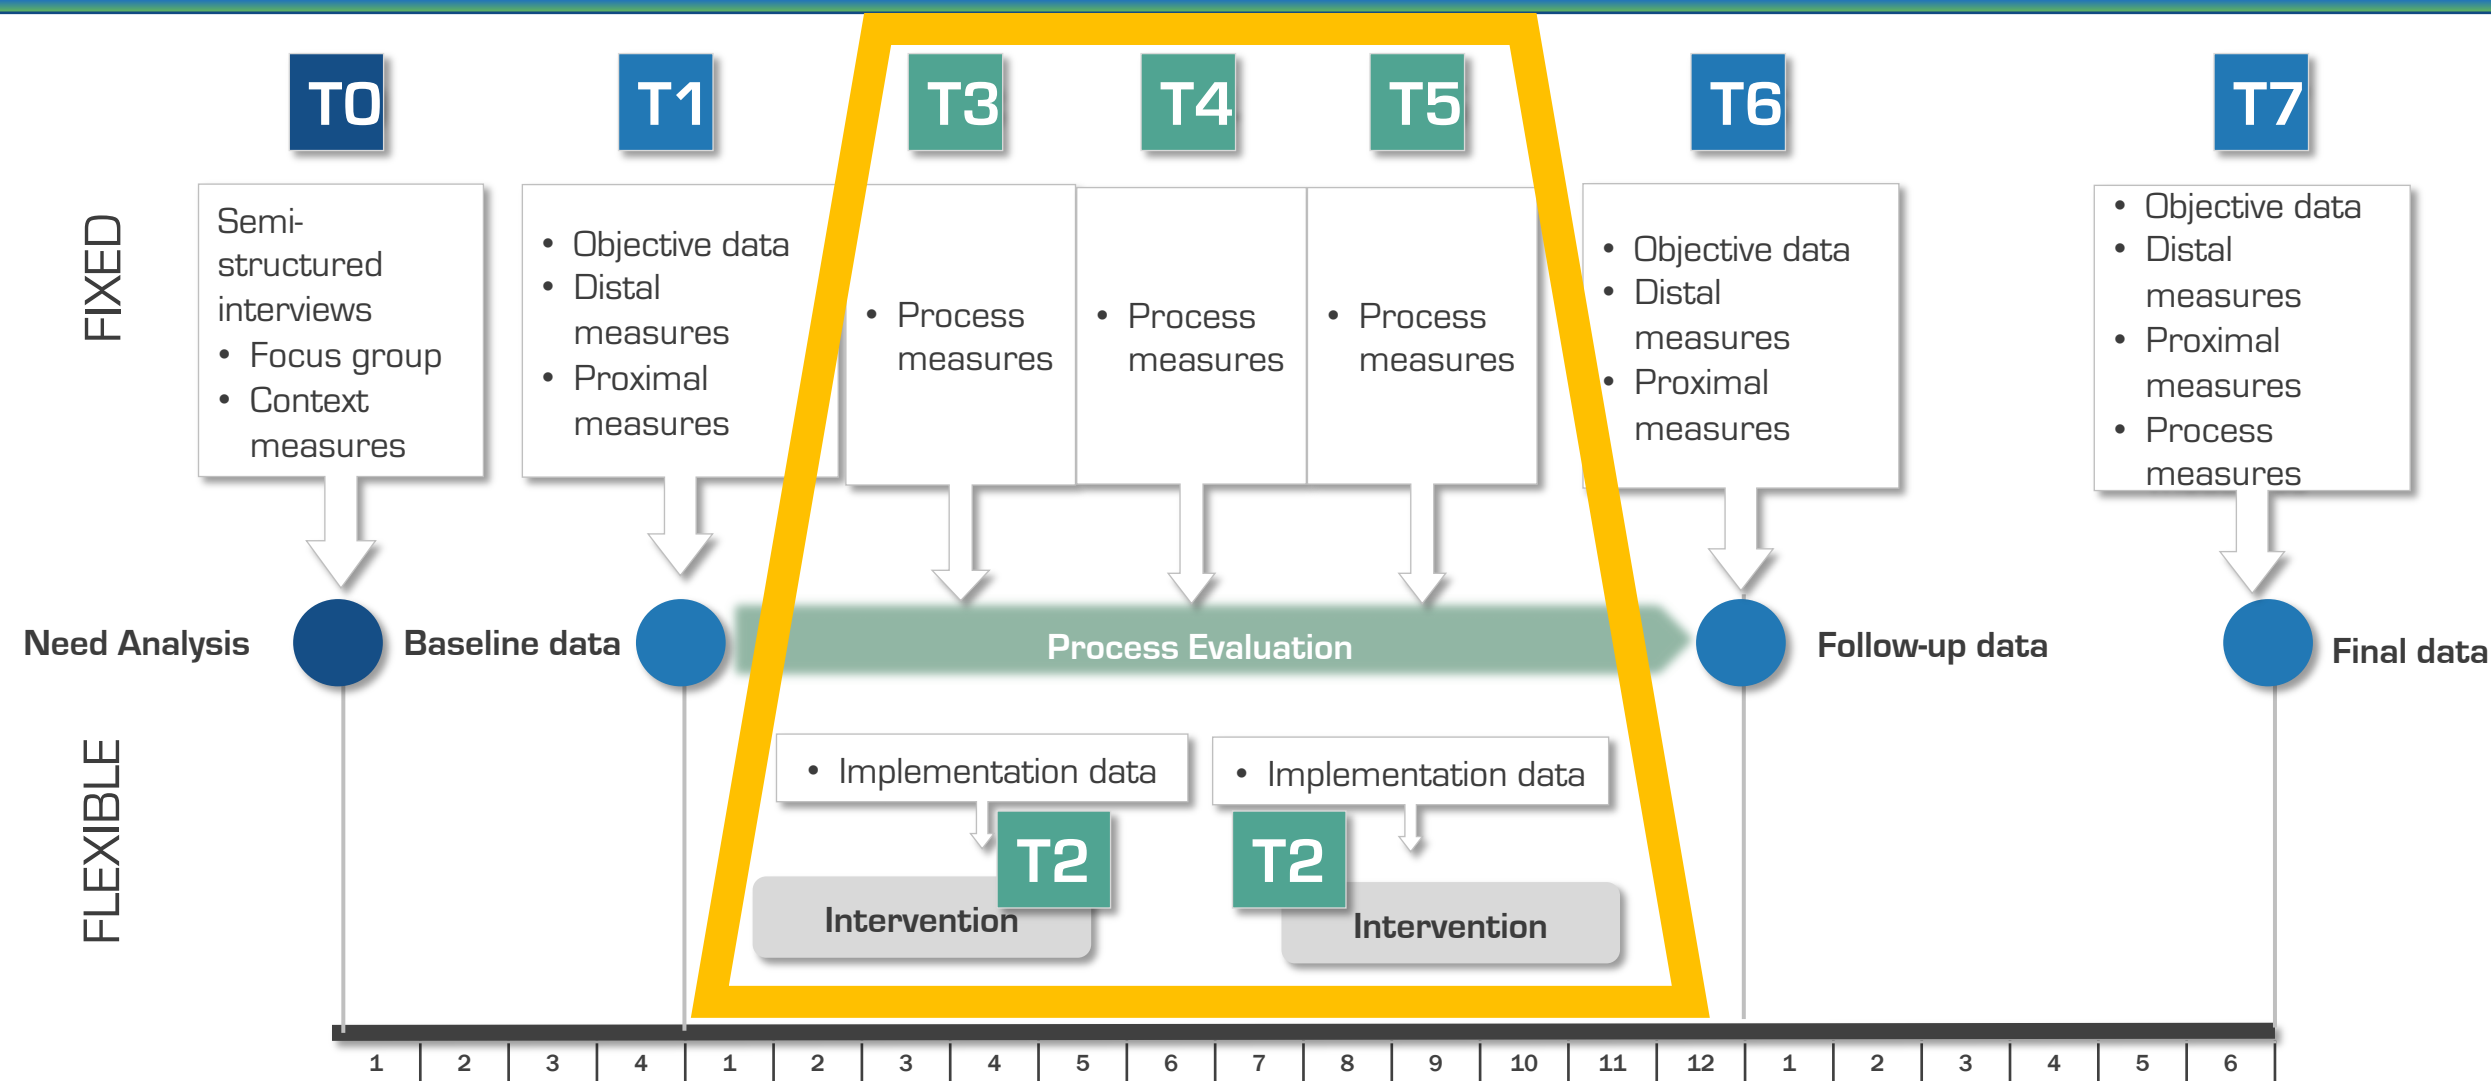 T0
T1
T3
T4
T5
T6
T7
FIXED
Semi-
structured
interviews
• Focus group
• Context
measures
• Objective data
• Distal
measures
• Proximal
measures
• Process
measures
• Process
measures
• Process
measures
• Objective data
• Distal
measures
• Proximal
measures
• Objective data
• Distal
measures
• Proximal
measures
• Process
measures
Need Analysis
Baseline data
Process Evaluation
Follow-up data
Final data
FLEXIBLE
• Implementation data
• Implementation data
T2
T2
Intervention
Intervention
1 2 3 4 1 2 3 4 5 6 7 8 9 10 11 12 1 2 3 4 5 6